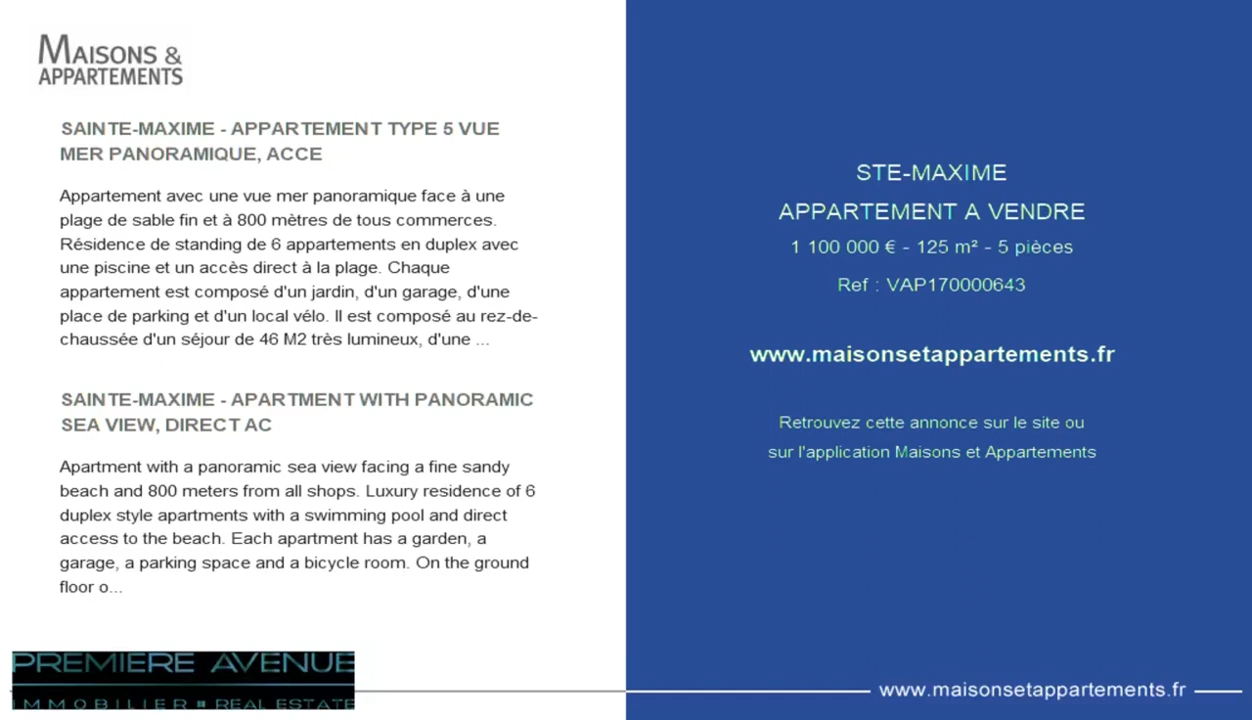 MAISONS &
APPARTEMENTS
SAINTE-MAXIME - APPARTEMENT TYPE 5 VUE
MER PANORAMIQUE, ACCE
Appartement avec une vue mer panoramique face à une
plage de sable fin et à 800 mètres de tous commerces.
Résidence de standing de 6 appartements en duplex avec
une piscine et un accès direct à la plage. Chaque
appartement est composé d'un jardin, d'un garage, d'une
place de parking et d'un local vélo. Il est composé au rez-de-
chaussée d'un séjour de 46 M2 très lumineux, d'une ...
SAINTE-MAXIME - APARTMENT WITH PANORAMIC
SEA VIEW, DIRECT AC
Apartment with a panoramic sea view facing a fine sandy
beach and 800 meters from all shops. Luxury residence of 6
duplex style apartments with a swimming pool and direct
access to the beach. Each apartment has a garden, a
garage, a parking space and a bicycle room. On the ground
floor o...
PREMIERE AVENUE
IMMOBILIER REAL ESTATE
STE-MAXIME
APPARTEMENT A VENDRE
1 100 000 € - 125 m² - 5 pièces
Ref : VAP170000643
www.maisonsetappartements.fr
Retrouvez cette annonce sur le site ou
sur l'application Maisons et Appartements
www.maisonsetappartements.fr